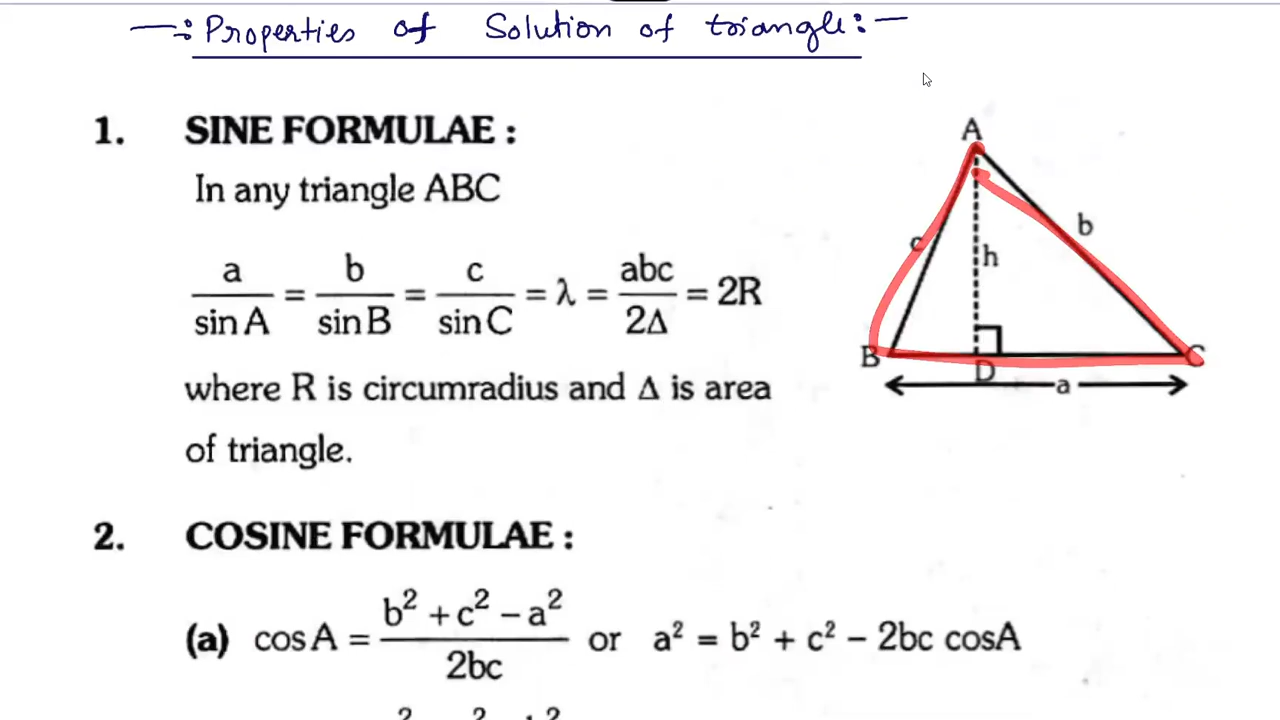 —: Properties of Solution of triangle:—
1. SINE FORMULAE :
In any triangle ABC
a/sin A = b/sin B = c/sin C = λ = abc/2Δ = 2R
where R is circumradius and Δ is area
of triangle.
A
c
b
h
B
D
C
a
2. COSINE FORMULAE :
(a) cos A = (b² + c² – a²)/2bc or a² = b² + c² – 2bc cosA